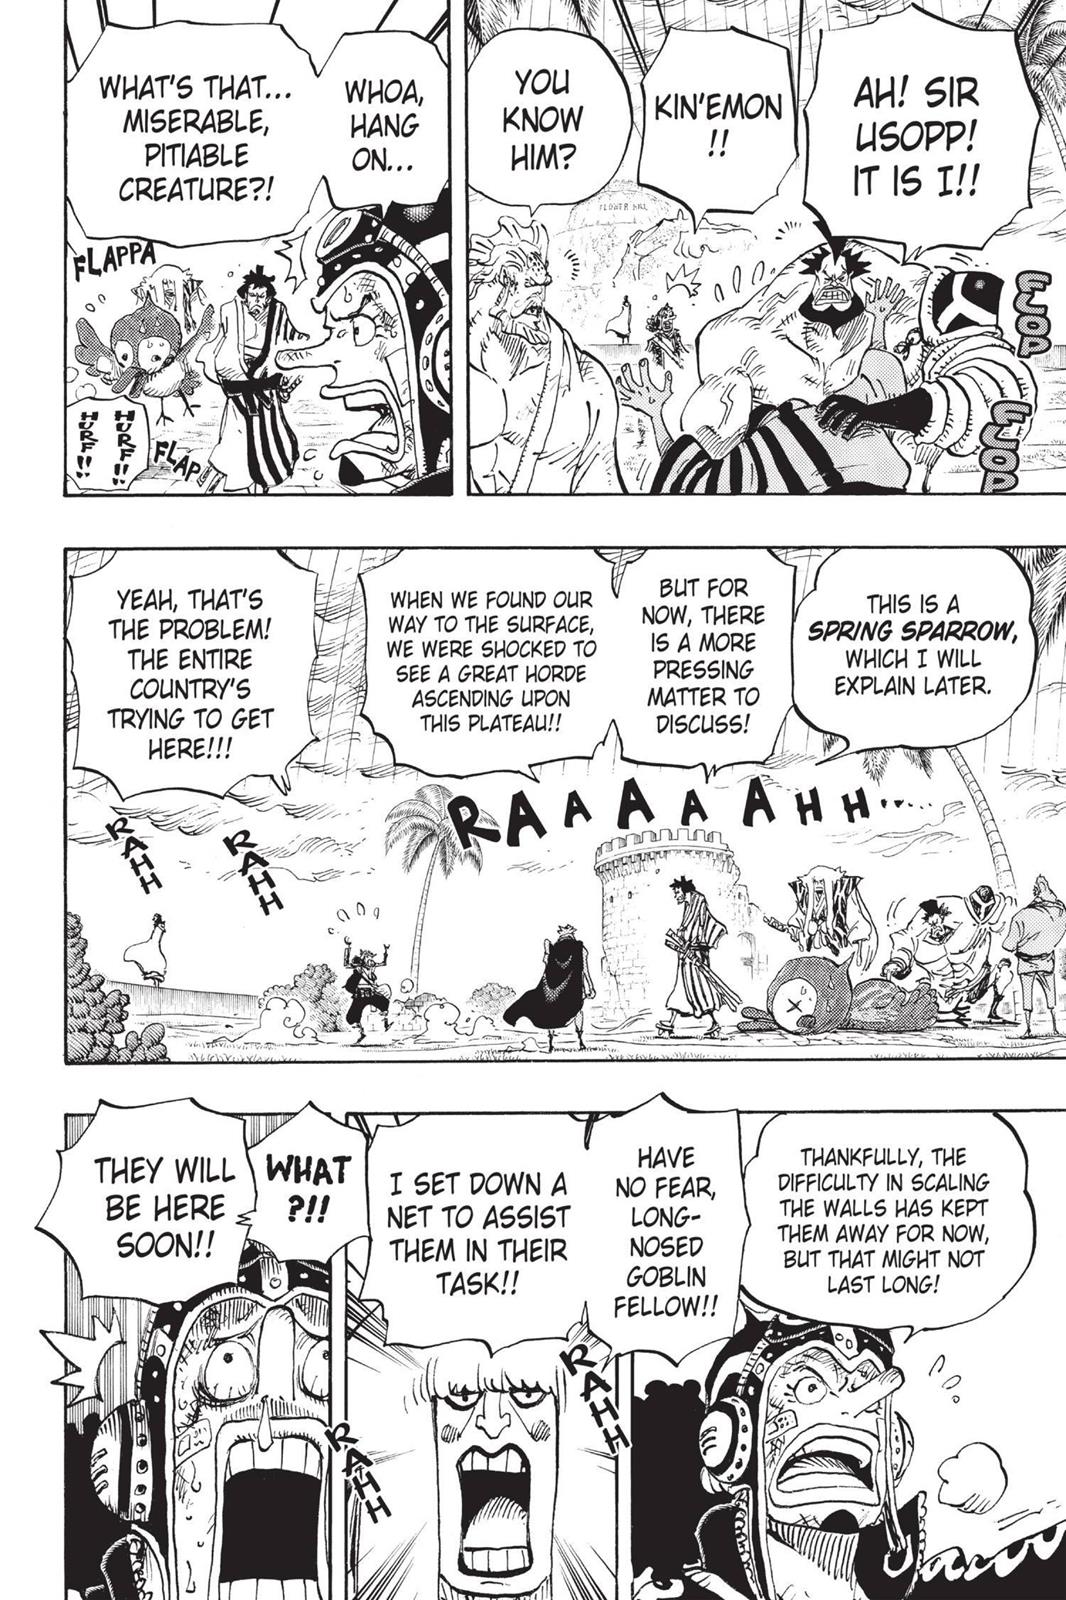 AH! SIR
USOPP!
IT IS I!!
KIN'EMON
!!
YOU
KNOW
HIM?
FLOWER HILL
FLOP
FLOP
WHOA,
HANG
ON...
WHAT'S THAT...
MISERABLE,
PITIABLE
CREATURE?!
FLAPPA
HURF!!
HURF!!
FLAP
THIS IS A
SPRING SPARROW,
WHICH I WILL
EXPLAIN LATER.
BUT FOR
NOW, THERE
IS A MORE
PRESSING
MATTER TO
DISCUSS!
WHEN WE FOUND OUR
WAY TO THE SURFACE,
WE WERE SHOCKED TO
SEE A GREAT HORDE
ASCENDING UPON
THIS PLATEAU!!
YEAH, THAT'S
THE PROBLEM!
THE ENTIRE
COUNTRY'S
TRYING TO GET
HERE!!!
RAAAAAHH......
RAHH
RAHH
THANKFULLY, THE
DIFFICULTY IN SCALING
THE WALLS HAS KEPT
THEM AWAY FOR NOW,
BUT THAT MIGHT NOT
LAST LONG!
HAVE
NO FEAR,
LONG-
NOSED
GOBLIN
FELLOW!!
I SET DOWN A
NET TO ASSIST
THEM IN THEIR
TASK!!
RAHH
WHAT
?!!
THEY WILL
BE HERE
SOON!!
RAHH